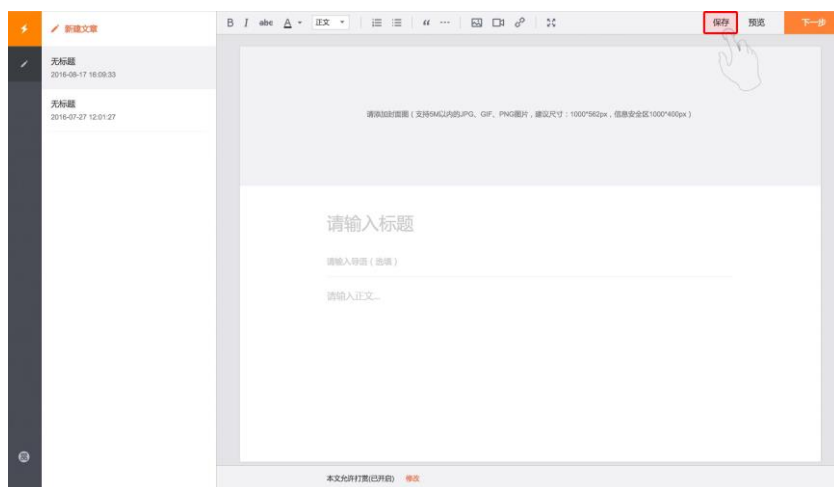 新建文章
B I abc A 正文
保存 预览 下一步
无标题
2016-08-17 16:09:33
无标题
2016-07-27 12:01:27
请添加封面图(支持5M以内的JPG、GIF、PNG图片,建议尺寸:1000*562px,信息安全区1000*400px)
请输入标题
请输入导语(选填)
请输入正文...
本文允许打赏(已开启) 修改